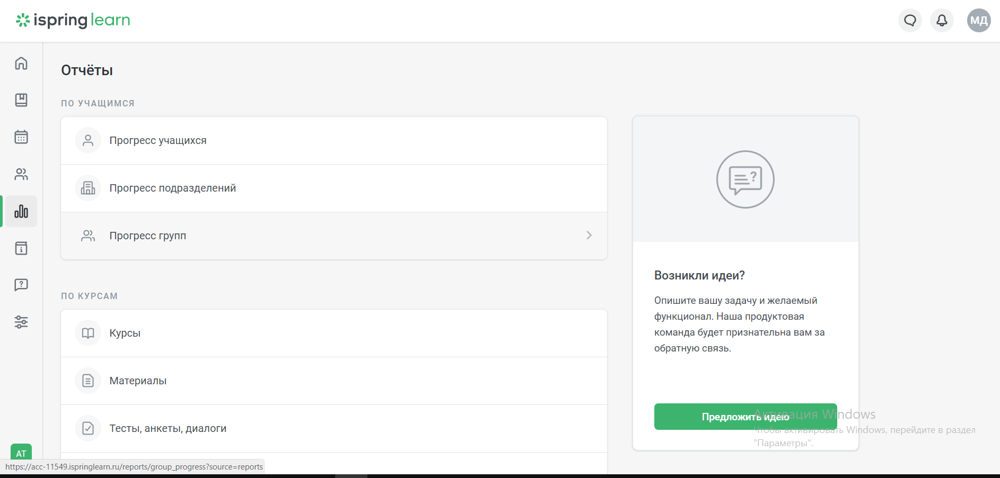 ispring learn
МД
Отчёты
ПО УЧАЩИМСЯ
Прогресс учащихся
Прогресс подразделений
Прогресс групп
ПО КУРСАМ
Курсы
Материалы
Тесты, анкеты, диалоги
Возникли идеи?
Опишите вашу задачу и желаемый
функционал. Наша продуктовая
команда будет признательна вам за
обратную связь.
Предложить идею
Активация Windows
Чтобы активировать Windows, перейдите в раздел
"Параметры".
АТ
https://acc-11549.ispringlearn.ru/reports/group_progress?source=reports